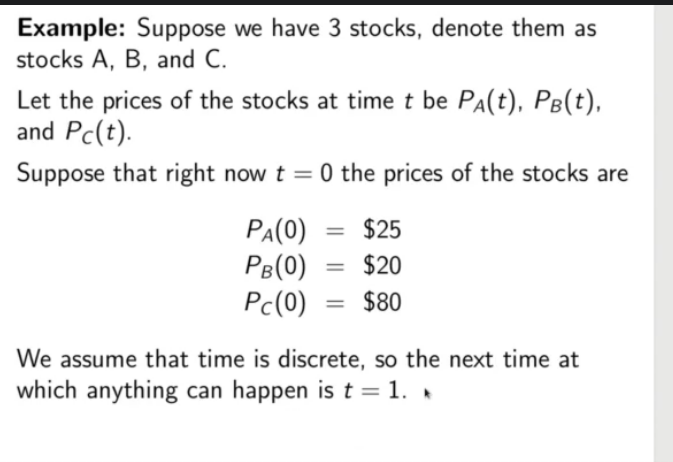 Example: Suppose we have 3 stocks, denote them as
stocks A, B, and C.
Let the prices of the stocks at time t be P_A(t), P_B(t),
and P_C(t).
Suppose that right now t = 0 the prices of the stocks are
P_A(0) = $25
P_B(0) = $20
P_C(0) = $80
We assume that time is discrete, so the next time at
which anything can happen is t = 1.